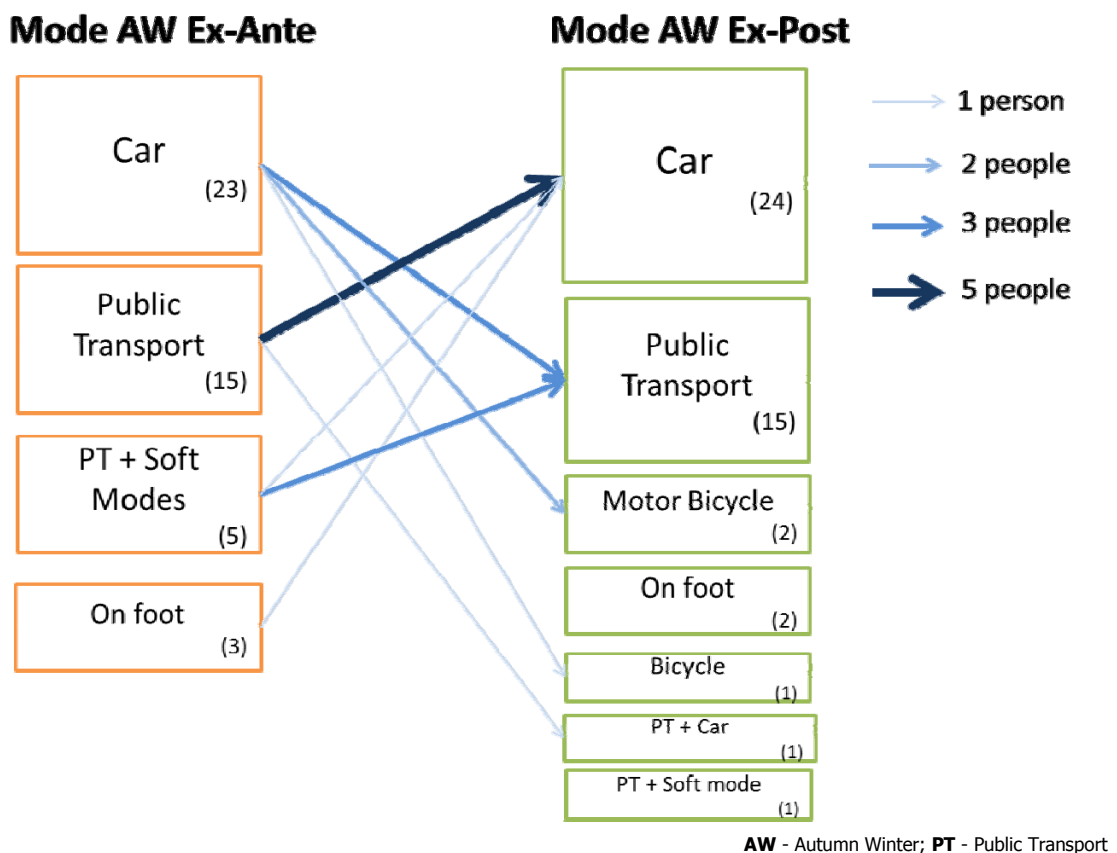 Mode AW Ex-Ante
Mode AW Ex-Post
Car
(23)
Public
Transport
(15)
PT + Soft
Modes
(5)
On foot
(3)
Car
(24)
Public
Transport
(15)
Motor Bicycle
(2)
On foot
(2)
Bicycle
(1)
PT + Car
(1)
PT + Soft mode
(1)
1 person
2 people
3 people
5 people
AW - Autumn Winter; PT - Public Transport